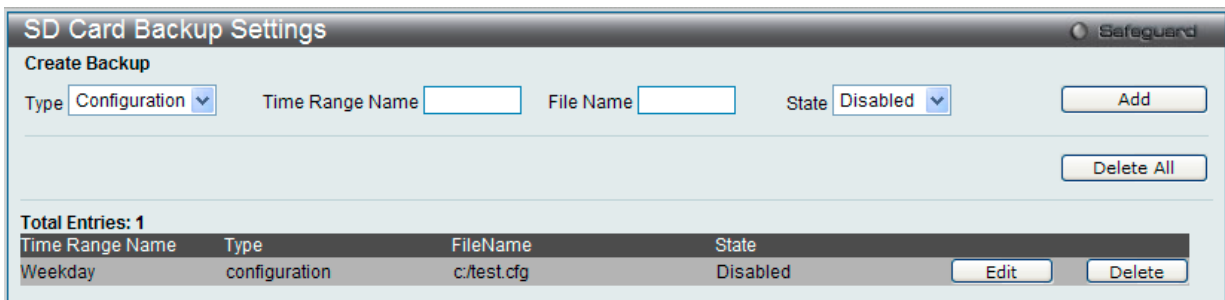 SD Card Backup Settings Safeguard
Create Backup
Type Configuration Time Range Name File Name State Disabled Add
Delete All
Total Entries: 1
Time Range Name Type FileName State
Weekday configuration c:/test.cfg Disabled Edit Delete